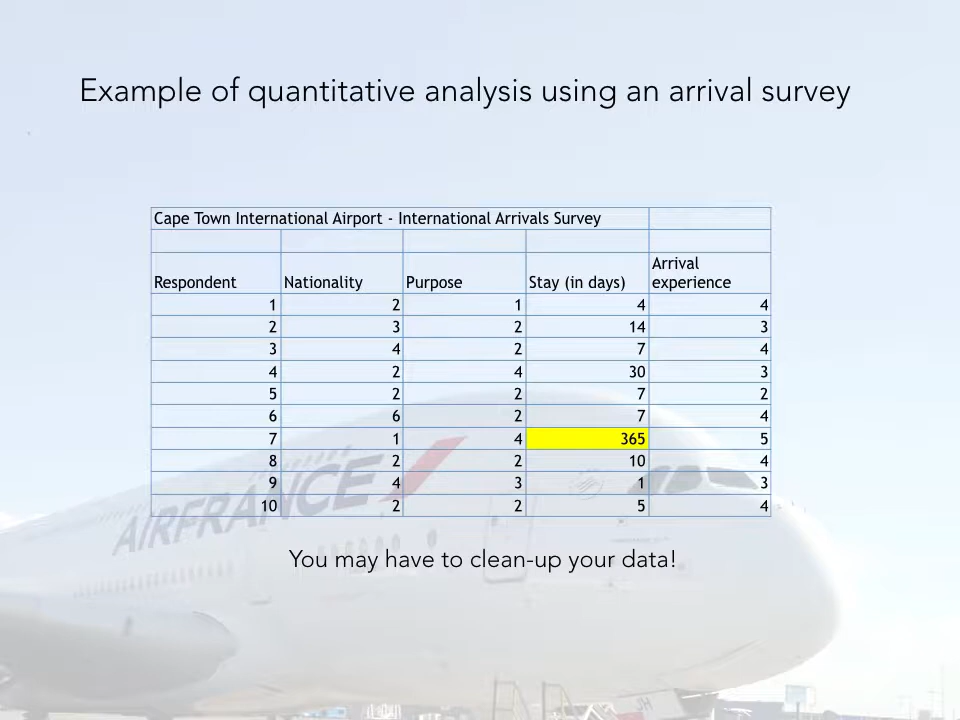 Example of quantitative analysis using an arrival survey
Cape Town International Airport - International Arrivals Survey
Respondent Nationality Purpose Stay (in days) Arrival experience
1 2 1 4 4
2 3 2 14 3
3 4 2 7 4
4 2 4 30 3
5 2 2 7 2
6 6 2 7 4
7 1 4 365 5
8 2 2 10 4
9 4 3 1 3
10 2 2 5 4
AIRFRANCE
You may have to clean-up your data!
JH